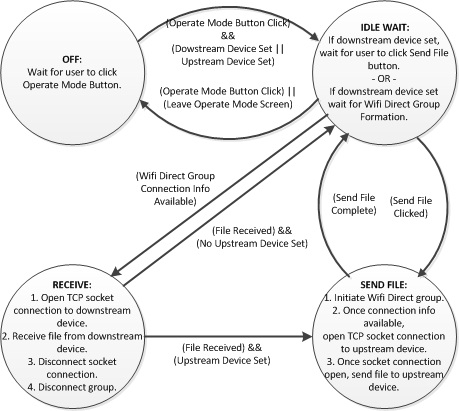 OFF:
Wait for user to click
Operate Mode Button.
(Operate Mode Button Click)
&&
(Dowstream Device Set ||
Upstream Device Set)
(Operate Mode Button Click) ||
(Leave Operate Mode Screen)
IDLE WAIT:
If downstream device set,
wait for user to click Send File
button.
- OR -
If downstream device set
wait for Wifi Direct Group
Formation.
(Wifi Direct Group
Connection Info
Available)
(File Received) &&
(No Upstream Device Set)
(Send File
Complete)
(Send File
Clicked)
RECEIVE:
1. Open TCP socket
connection to downstream
device.
2. Receive file from downstream
device.
3. Disconnect socket
connection.
4. Disconnect group.
(File Received) &&
(Upstream Device Set)
SEND FILE:
1. Initiate Wifi Direct group.
2. Once connection info
available,
open TCP socket connection
to upstream device.
3. Once socket connection
open, send file to upstream
device.